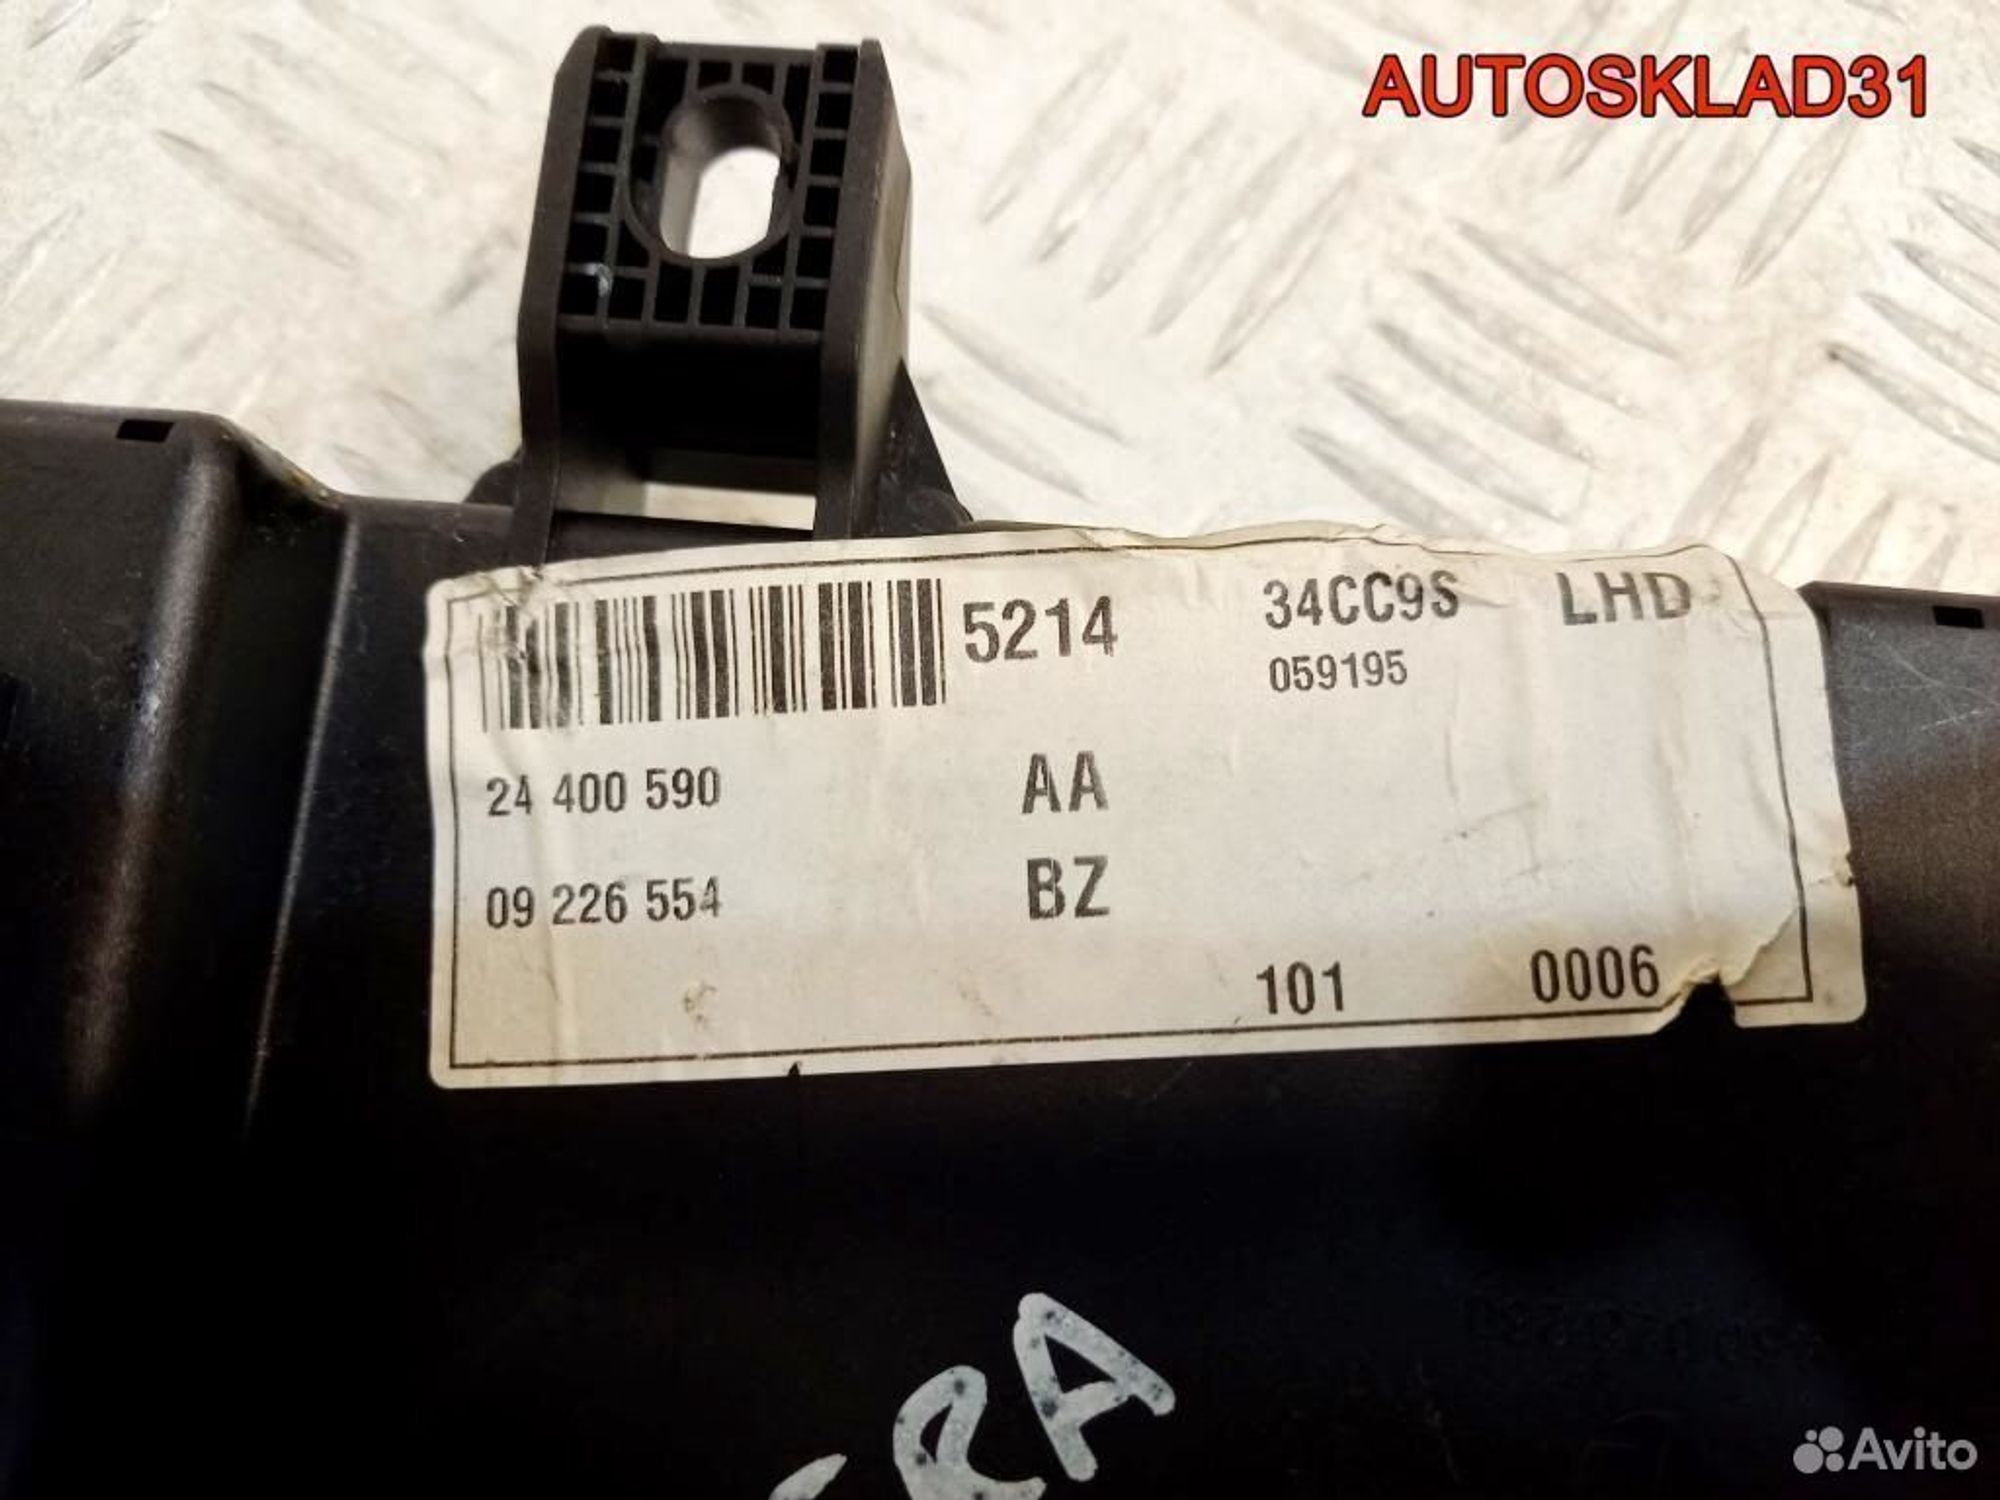 AUTOSKLAD31
5214 34CC9S LHD
059195
24 400 590 AA
09 226 554 BZ
101 0006
Avito